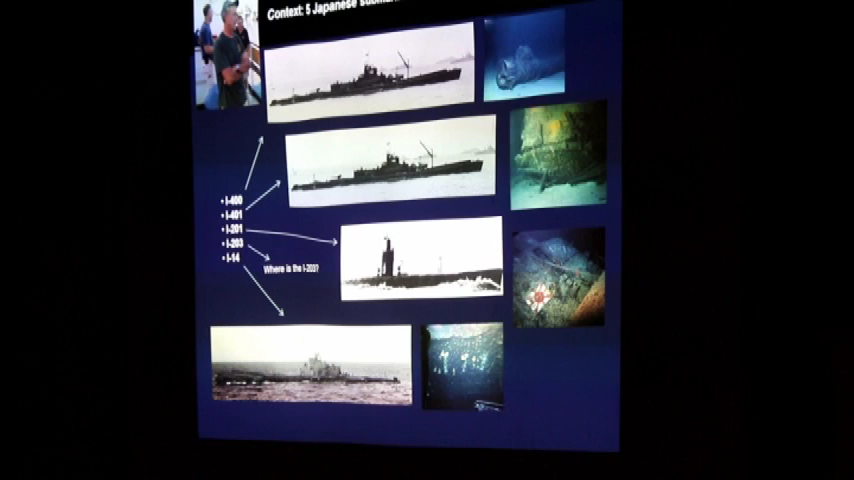 Context: 5 Japanese
• I-400
• I-401
• I-201
• I-203
• I-14
Where is the I-203?